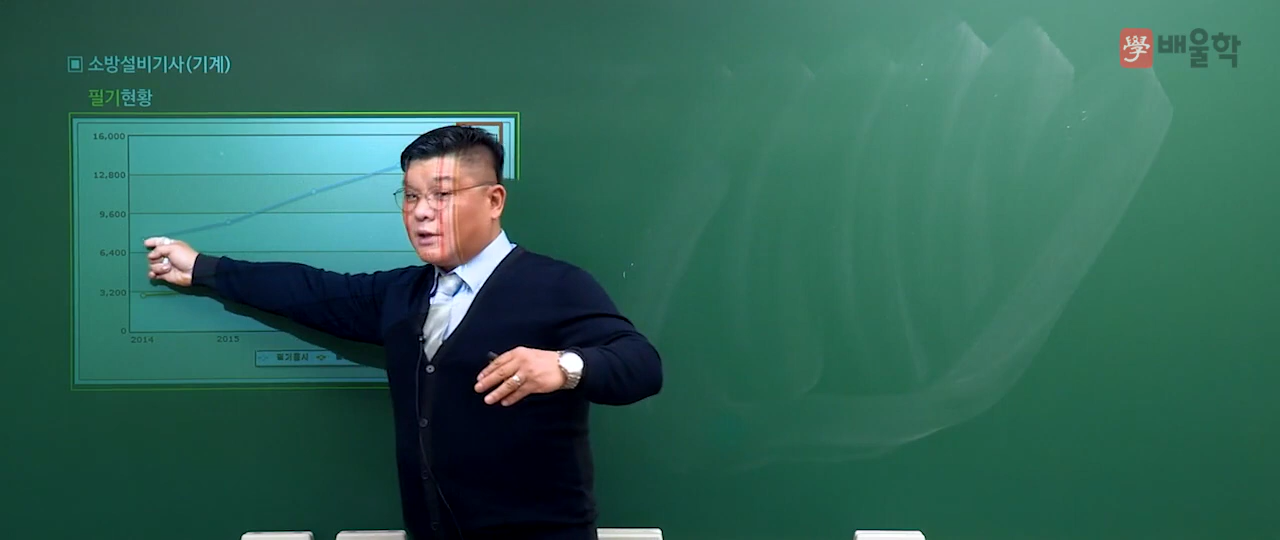 學 배울학
▣ 소방설비기사(기계)
필기현황
16,000
12,800
9,600
6,400
3,200
0
2014 2015
필기응시